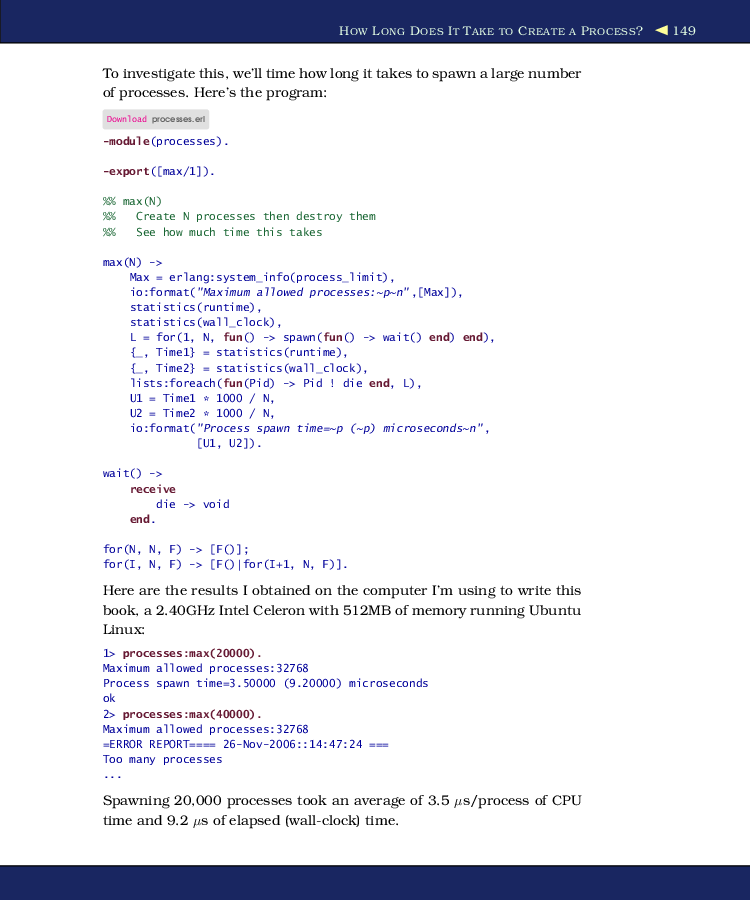 How Long Does It Take to Create a Process? ◀ 149
To investigate this, we'll time how long it takes to spawn a large number
of processes. Here's the program:
Download processes.erl
-module(processes).
-export([max/1]).
%% max(N)
%%   Create N processes then destroy them
%%   See how much time this takes
max(N) ->
    Max = erlang:system_info(process_limit),
    io:format("Maximum allowed processes:~p~n",[Max]),
    statistics(runtime),
    statistics(wall_clock),
    L = for(1, N, fun() -> spawn(fun() -> wait() end) end),
    {_, Time1} = statistics(runtime),
    {_, Time2} = statistics(wall_clock),
    lists:foreach(fun(Pid) -> Pid ! die end, L),
    U1 = Time1 * 1000 / N,
    U2 = Time2 * 1000 / N,
    io:format("Process spawn time=~p (~p) microseconds~n",
              [U1, U2]).
wait() ->
    receive
        die -> void
    end.
for(N, N, F) -> [F()];
for(I, N, F) -> [F()|for(I+1, N, F)].
Here are the results I obtained on the computer I'm using to write this
book, a 2.40GHz Intel Celeron with 512MB of memory running Ubuntu
Linux:
1> processes:max(20000).
Maximum allowed processes:32768
Process spawn time=3.50000 (9.20000) microseconds
ok
2> processes:max(40000).
Maximum allowed processes:32768
=ERROR REPORT==== 26-Nov-2006::14:47:24 ===
Too many processes
...
Spawning 20,000 processes took an average of 3.5 μs/process of CPU
time and 9.2 μs of elapsed (wall-clock) time.